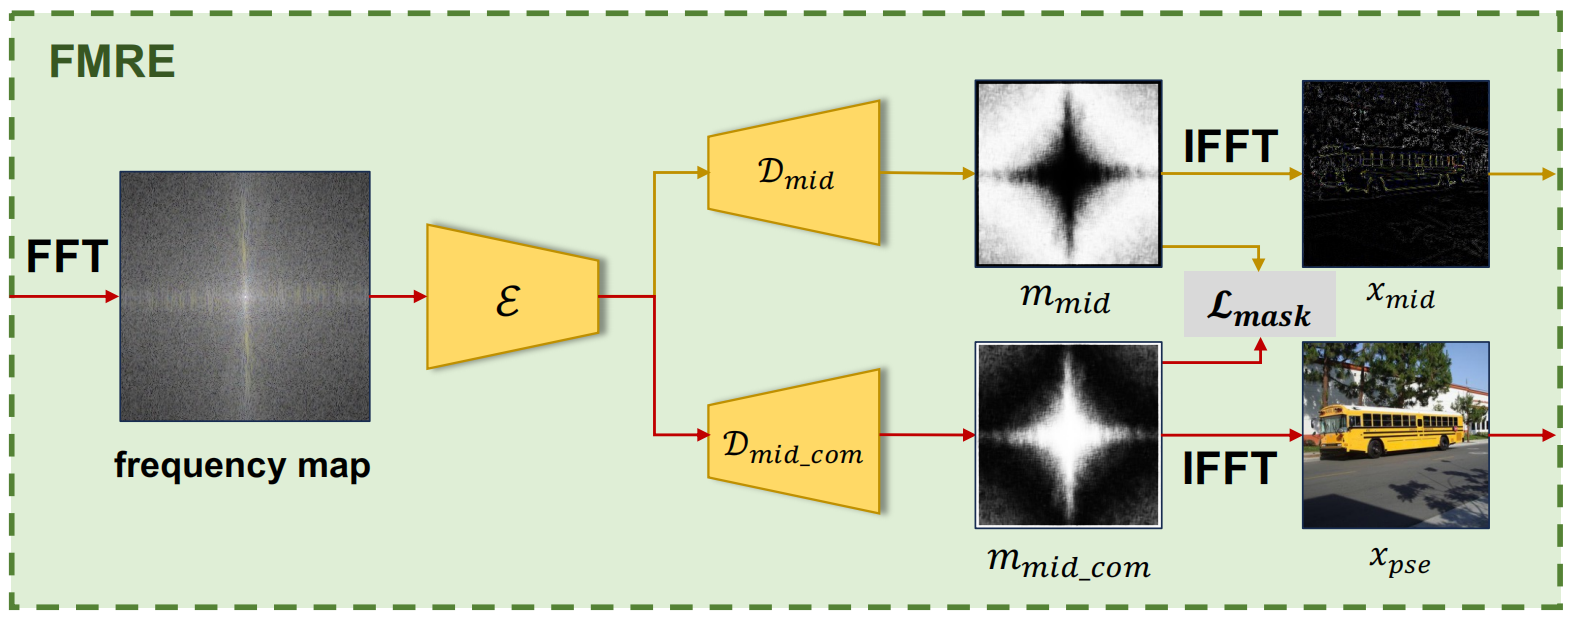 FMRE
FFT
frequency map
ℰ
𝒟mid
𝒟mid_com
mmid
mmid_com
IFFT
IFFT
ℒmask
xmid
xpse